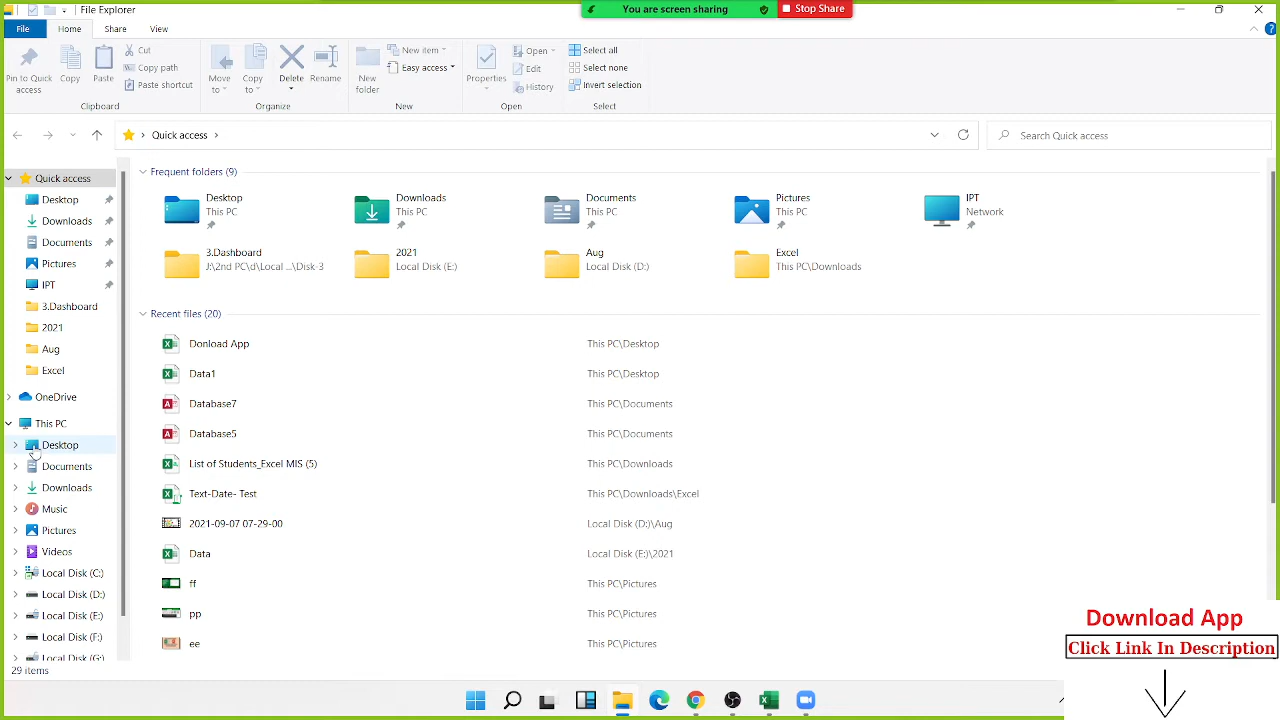 File Explorer
You are screen sharing
Stop Share
File
Home
Share
View
Pin to Quick access
Copy
Paste
Cut
Copy path
Paste shortcut
Clipboard
Move to
Copy to
Delete
Rename
Organize
New folder
New item
Easy access
New
Properties
Open
Edit
History
Open
Select all
Select none
Invert selection
Select
Quick access
Search Quick access
Quick access
Desktop
Downloads
Documents
Pictures
IPT
3.Dashboard
2021
Aug
Excel
OneDrive
This PC
Desktop
Documents
Downloads
Music
Pictures
Videos
Local Disk (C:)
Local Disk (D:)
Local Disk (E:)
Local Disk (F:)
Local Disk (G:)
29 items
Frequent folders (9)
Desktop
This PC
Downloads
This PC
Documents
This PC
Pictures
This PC
IPT
Network
3.Dashboard
J:\2nd PC\d\Local ...\Disk-3
2021
Local Disk (E:)
Aug
Local Disk (D:)
Excel
This PC\Downloads
Recent files (20)
Donload App This PC\Desktop
Data1 This PC\Desktop
Database7 This PC\Documents
Database5 This PC\Documents
List of Students_Excel MIS (5) This PC\Downloads
Text-Date- Test This PC\Downloads\Excel
2021-09-07 07-29-00 Local Disk (D:)\Aug
Data Local Disk (E:)\2021
ff This PC\Pictures
pp This PC\Pictures
ee This PC\Pictures
Download App
Click Link In Description